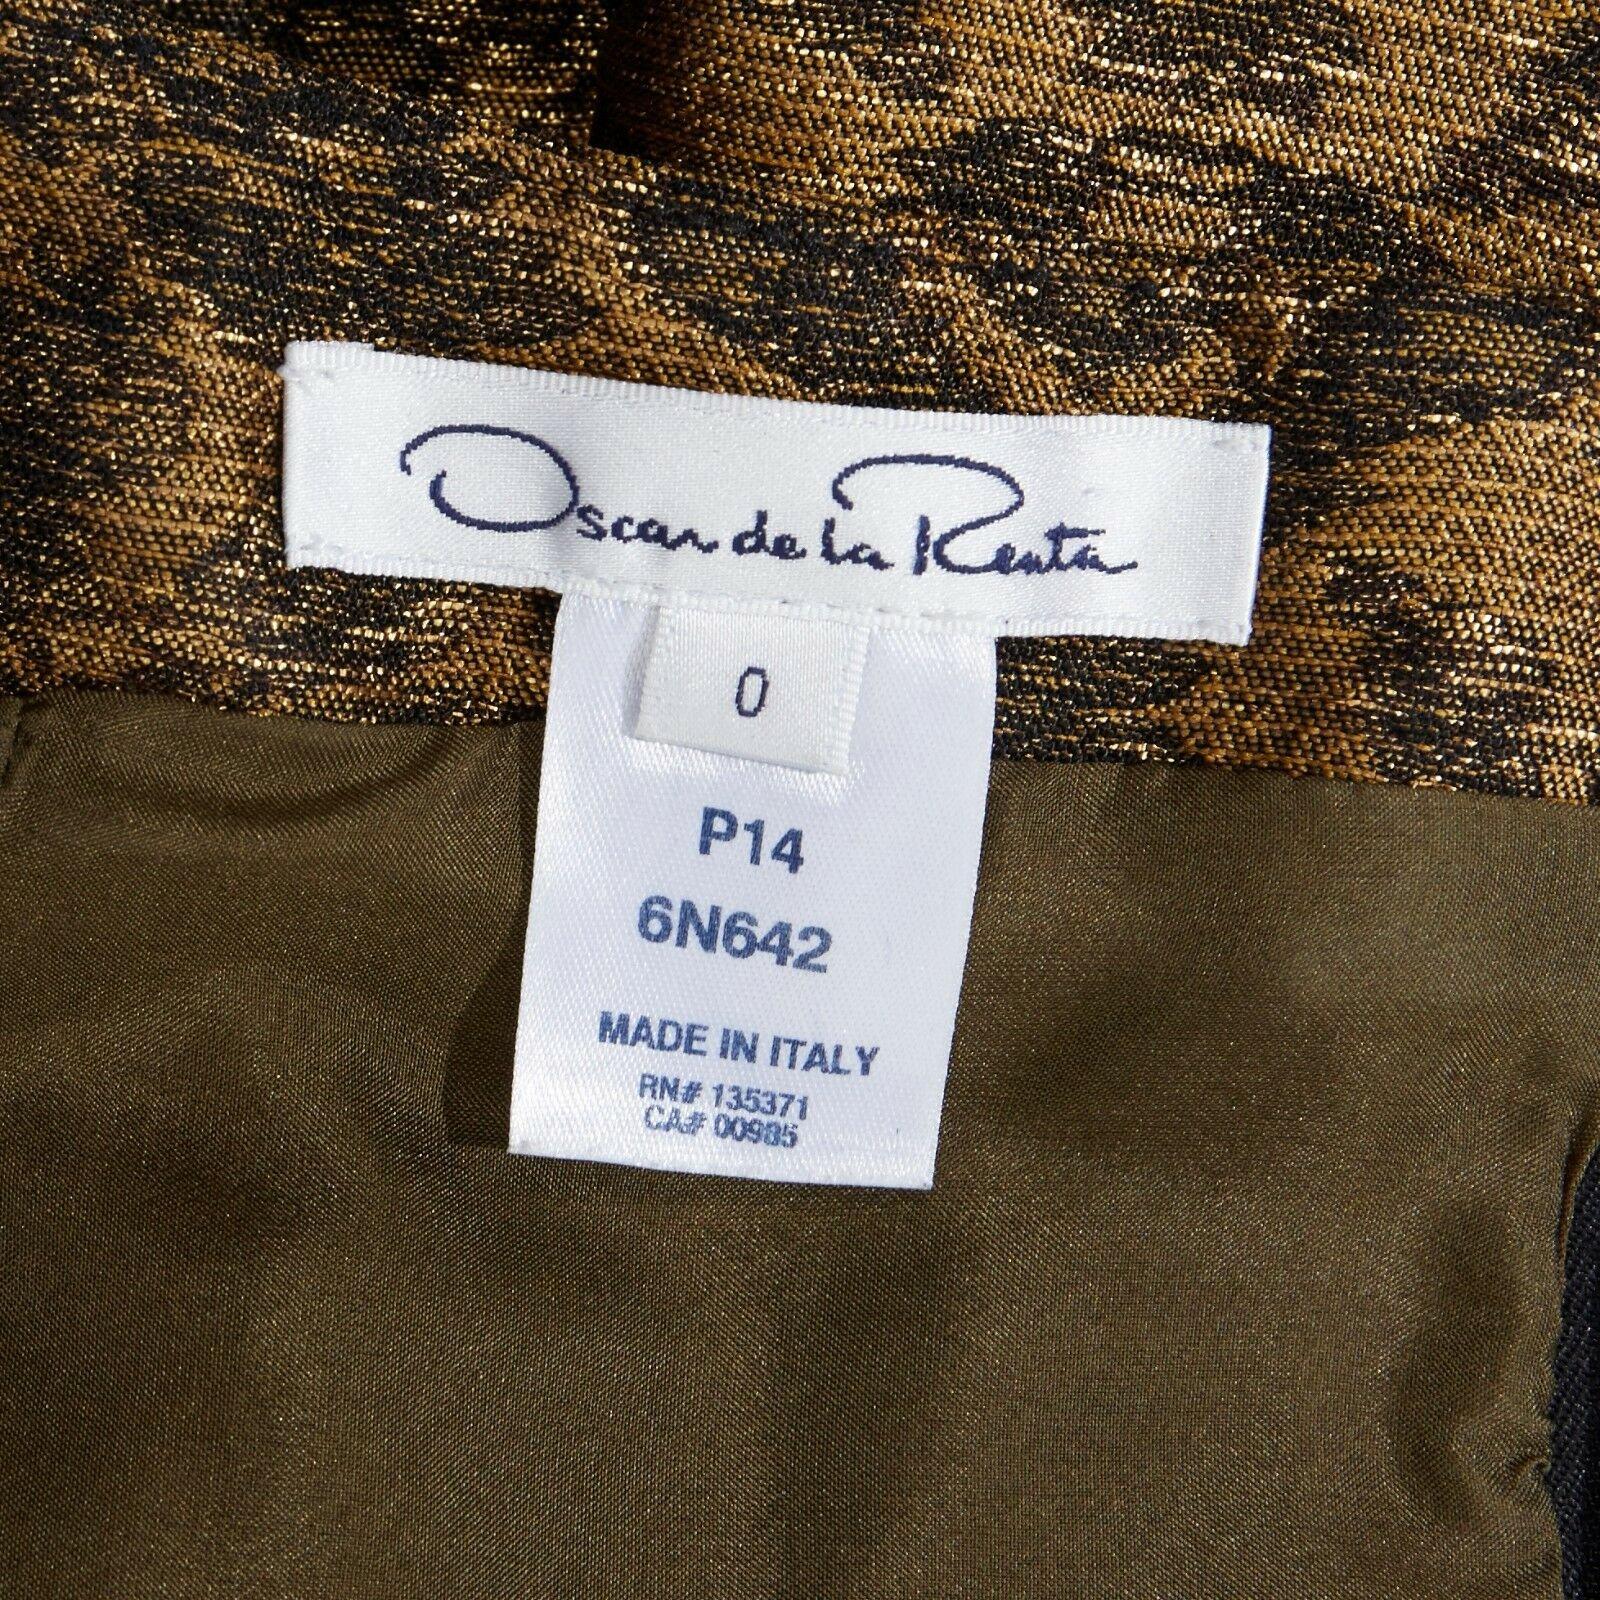 Oscar de la Renta
0
P14
6N642
MADE IN ITALY
RN# 135371
CA# 00985